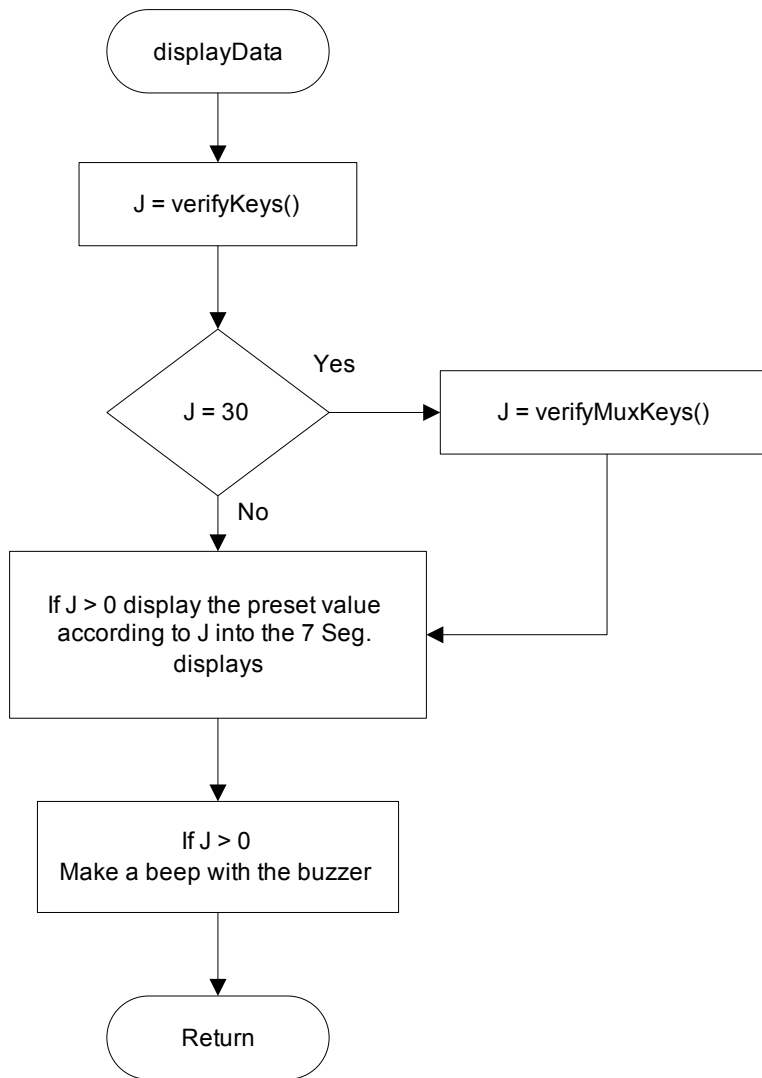 displayData
J = verifyKeys()
Yes
J = 30
J = verifyMuxKeys()
No
If J > 0 display the preset value
according to J into the 7 Seg.
displays
If J > 0
Make a beep with the buzzer
Return